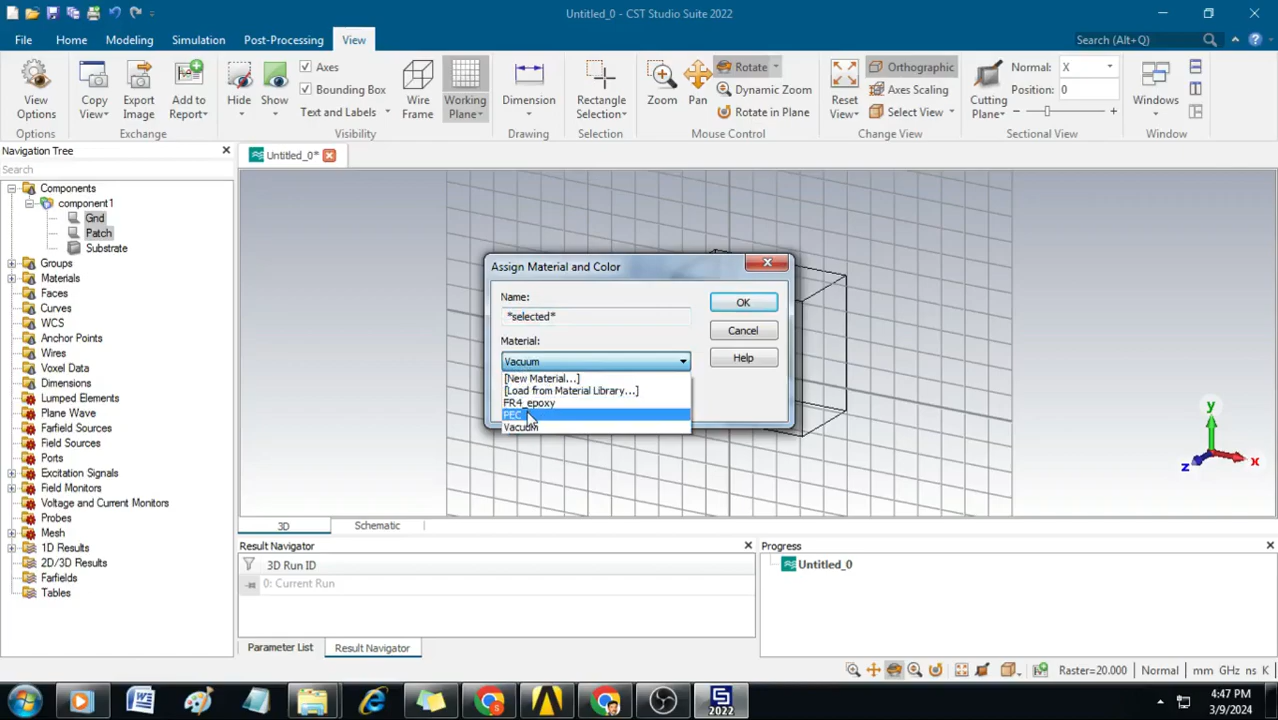 Untitled_0 - CST Studio Suite 2022
File Home Modeling Simulation Post-Processing View Search (Alt+Q)
View Options
Copy View
Export Image
Add to Report
Hide
Show
Axes
Bounding Box
Text and Labels
Wire Frame
Working Plane
Dimension
Rectangle Selection
Zoom
Pan
Rotate
Dynamic Zoom
Rotate in Plane
Reset View
Orthographic
Axes Scaling
Select View
Cutting Plane
Normal: X
Position: 0
Windows
Options Exchange Visibility Drawing Selection Mouse Control Change View Sectional View Window
Navigation Tree
Untitled_0*
Search
Components
component1
Gnd
Patch
Substrate
Groups
Materials
Faces
Curves
WCS
Anchor Points
Wires
Voxel Data
Dimensions
Lumped Elements
Plane Wave
Farfield Sources
Field Sources
Ports
Excitation Signals
Field Monitors
Voltage and Current Monitors
Probes
Mesh
1D Results
2D/3D Results
Farfields
Tables
Assign Material and Color
Name:
*selected*
Material:
Vacuum
[New Material...]
[Load from Material Library...]
FR4_epoxy
PEC
Vacuum
OK
Cancel
Help
y
x
z
3D Schematic
Result Navigator
3D Run ID
0: Current Run
Parameter List Result Navigator
Progress
Untitled_0
Raster=20.000 Normal mm GHz ns K
2022
4:47 PM
3/9/2024